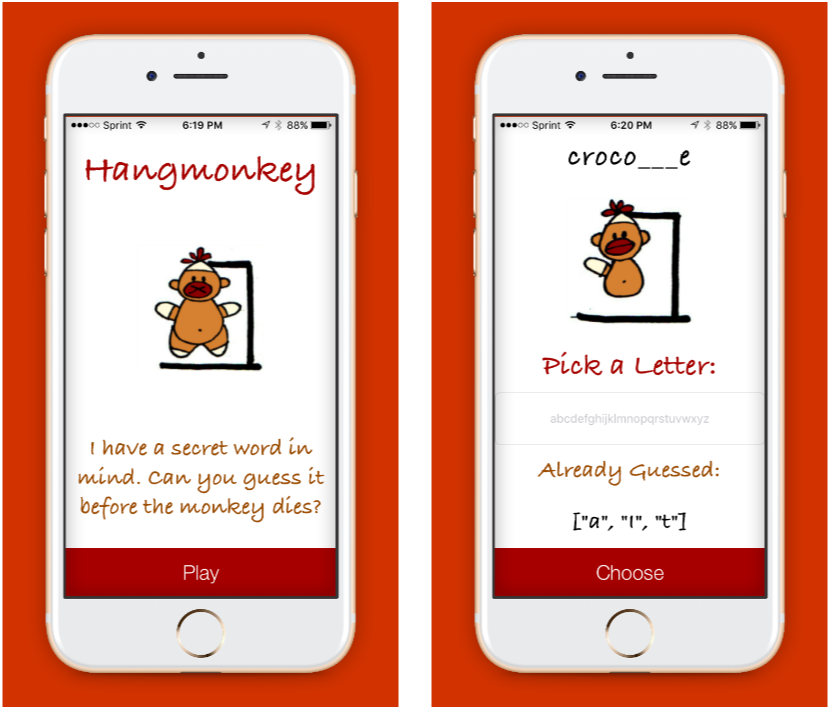 Sprint 6:19 PM 88%
Hangmonkey
I have a secret word in
mind. Can you guess it
before the monkey dies?
Play
Sprint 6:20 PM 88%
croco___e
Pick a Letter:
abcdefghijklmnopqrstuvwxyz
Already Guessed:
["a", "l", "t"]
Choose